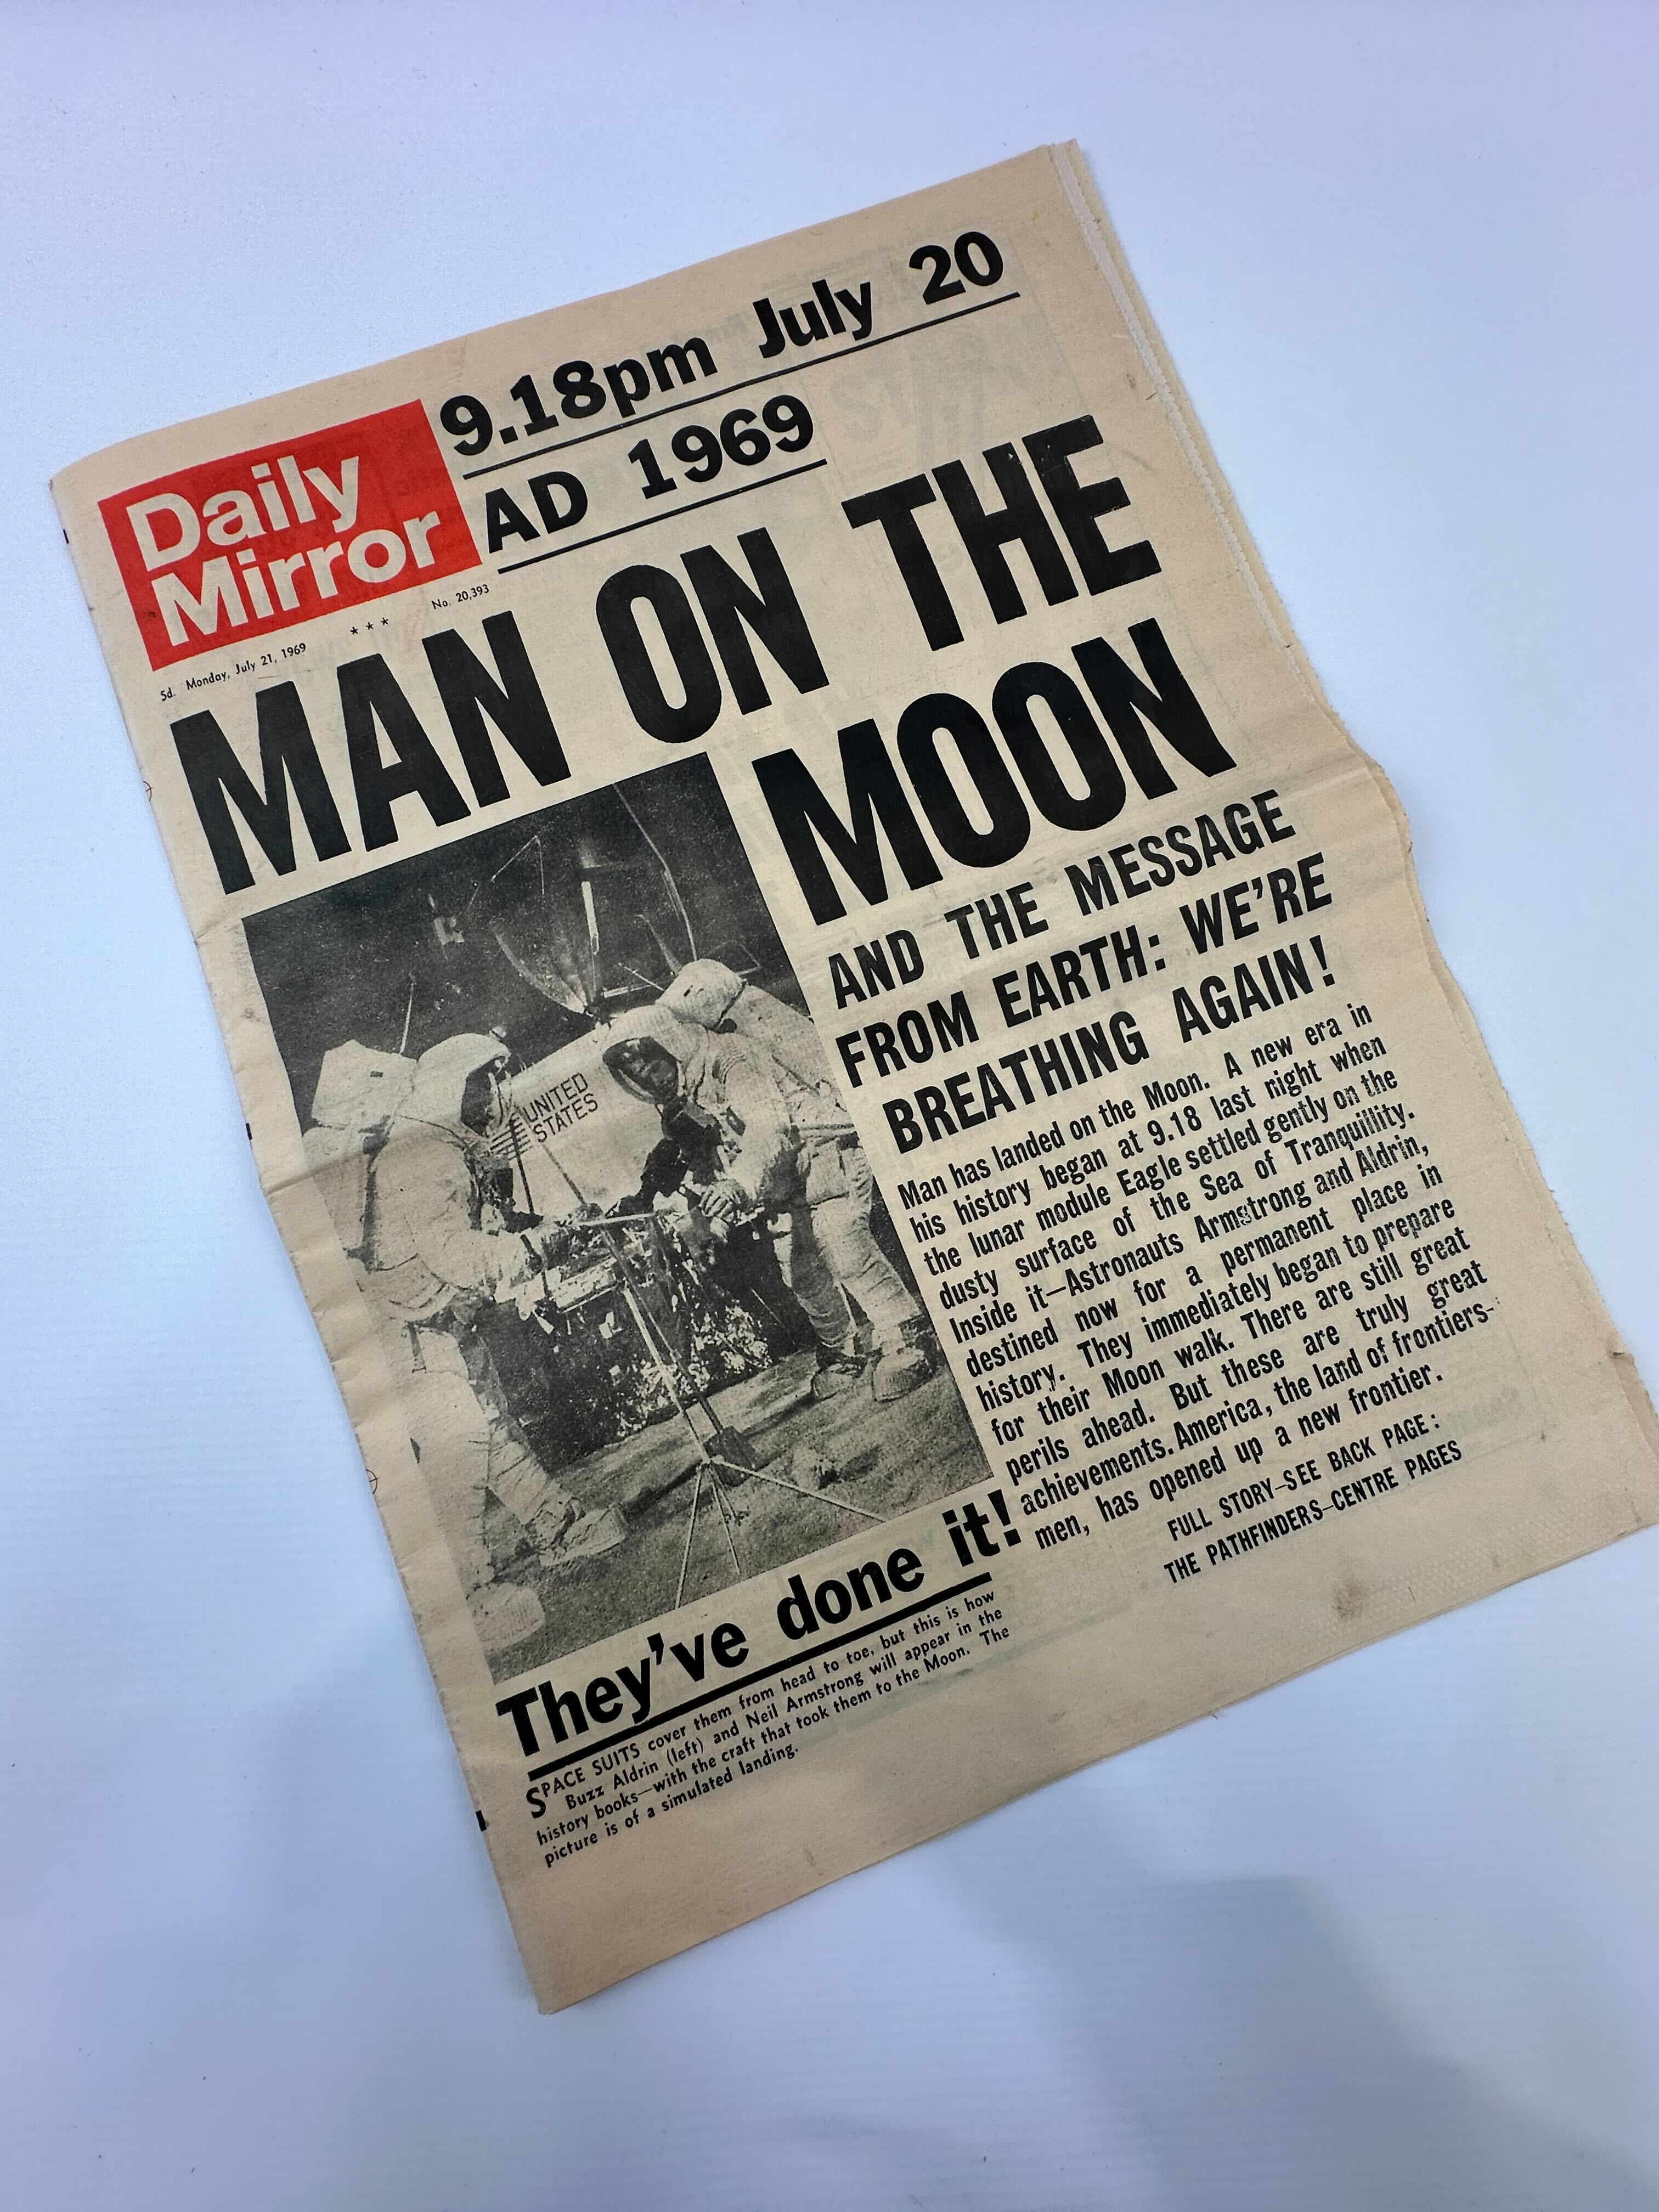 9.18pm July 20
AD 1969
Daily
Mirror
5d. Monday, July 21, 1969 ★ ★ ★ No. 20,393
MAN ON THE
MOON
AND THE MESSAGE
FROM EARTH: WE'RE
BREATHING AGAIN!
UNITED
STATES
Man has landed on the Moon. A new era in
his history began at 9.18 last night when
the lunar module Eagle settled gently on the
dusty surface of the Sea of Tranquillity.
Inside it—Astronauts Armstrong and Aldrin,
destined now for a permanent place in
history. They immediately began to prepare
for their Moon walk. There are still great
perils ahead. But these are truly great
achievements. America, the land of frontiers-
men, has opened up a new frontier.
FULL STORY—SEE BACK PAGE:
THE PATHFINDERS—CENTRE PAGES
They've done it!
SPACE SUITS cover them from head to toe, but this is how
Buzz Aldrin (left) and Neil Armstrong will appear in the
history books—with the craft that took them to the Moon. The
picture is of a simulated landing.